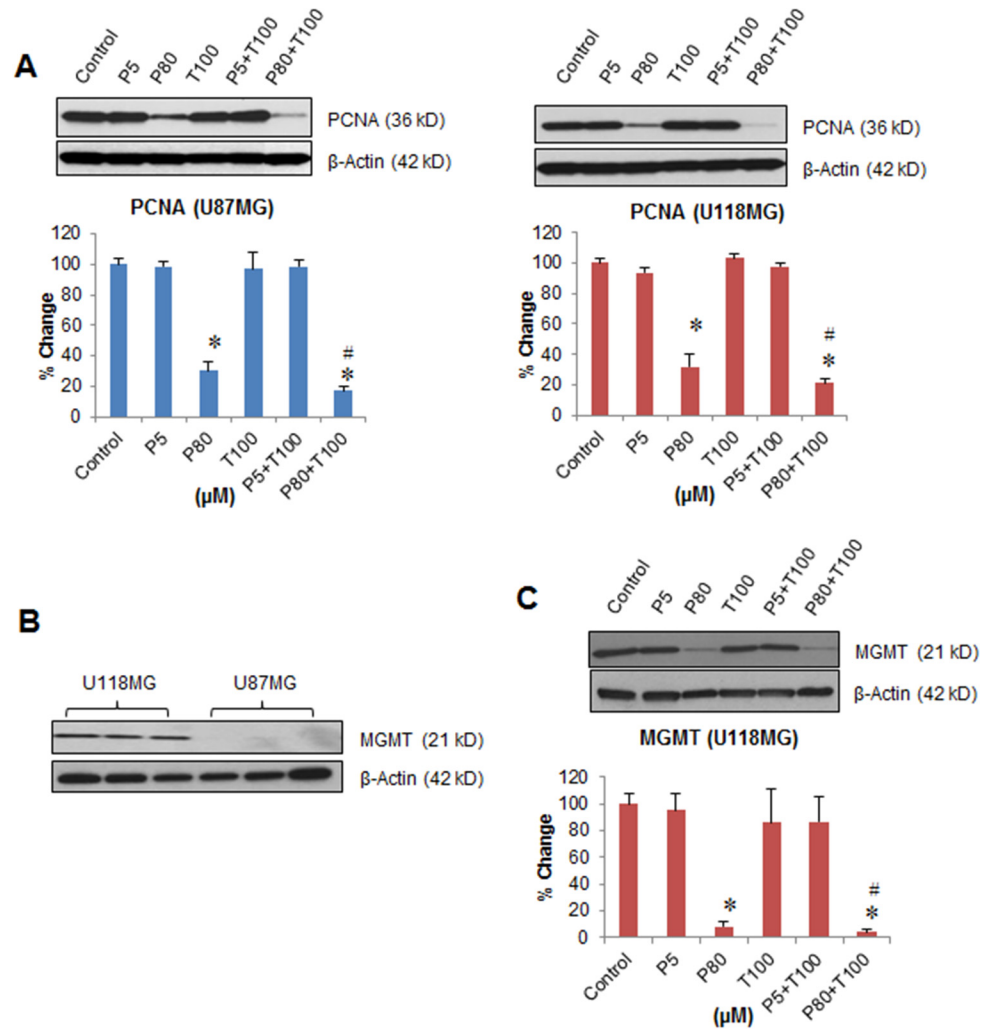 A
Control
P5
P80
T100
P5+T100
P80+T100
PCNA (36 kD)
β-Actin (42 kD)
PCNA (U87MG)
% Change
120
100
80
60
40
20
0
*
#
*
Control
P5
P80
T100
P5+T100
P80+T100
(µM)
Control
P5
P80
T100
P5+T100
P80+T100
PCNA (36 kD)
β-Actin (42 kD)
PCNA (U118MG)
% Change
120
100
80
60
40
20
0
*
#
*
Control
P5
P80
T100
P5+T100
P80+T100
(µM)
B
U118MG U87MG
MGMT (21 kD)
β-Actin (42 kD)
C
Control
P5
P80
T100
P5+T100
P80+T100
MGMT (21 kD)
β-Actin (42 kD)
MGMT (U118MG)
% Change
120
100
80
60
40
20
0
*
#
*
Control
P5
P80
T100
P5+T100
P80+T100
(µM)